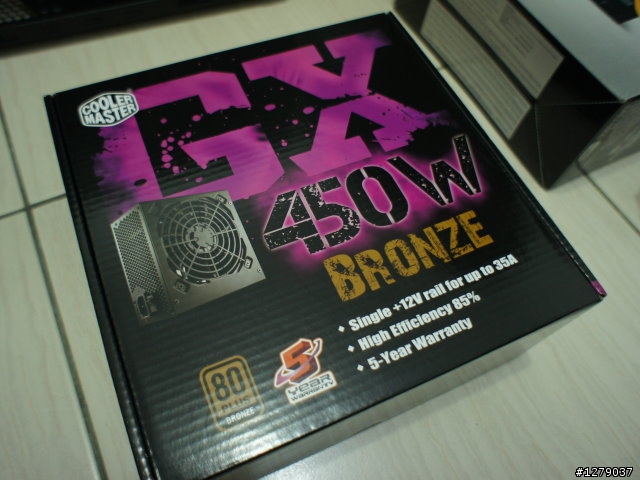 COOLER
MASTER
GX
450W
BRONZE
• Single +12V rail for up to 35A
• High Efficiency 85%
• 5-Year Warranty
80
PLUS
BRONZE
5
YEAR
WARRANTY
#1279037